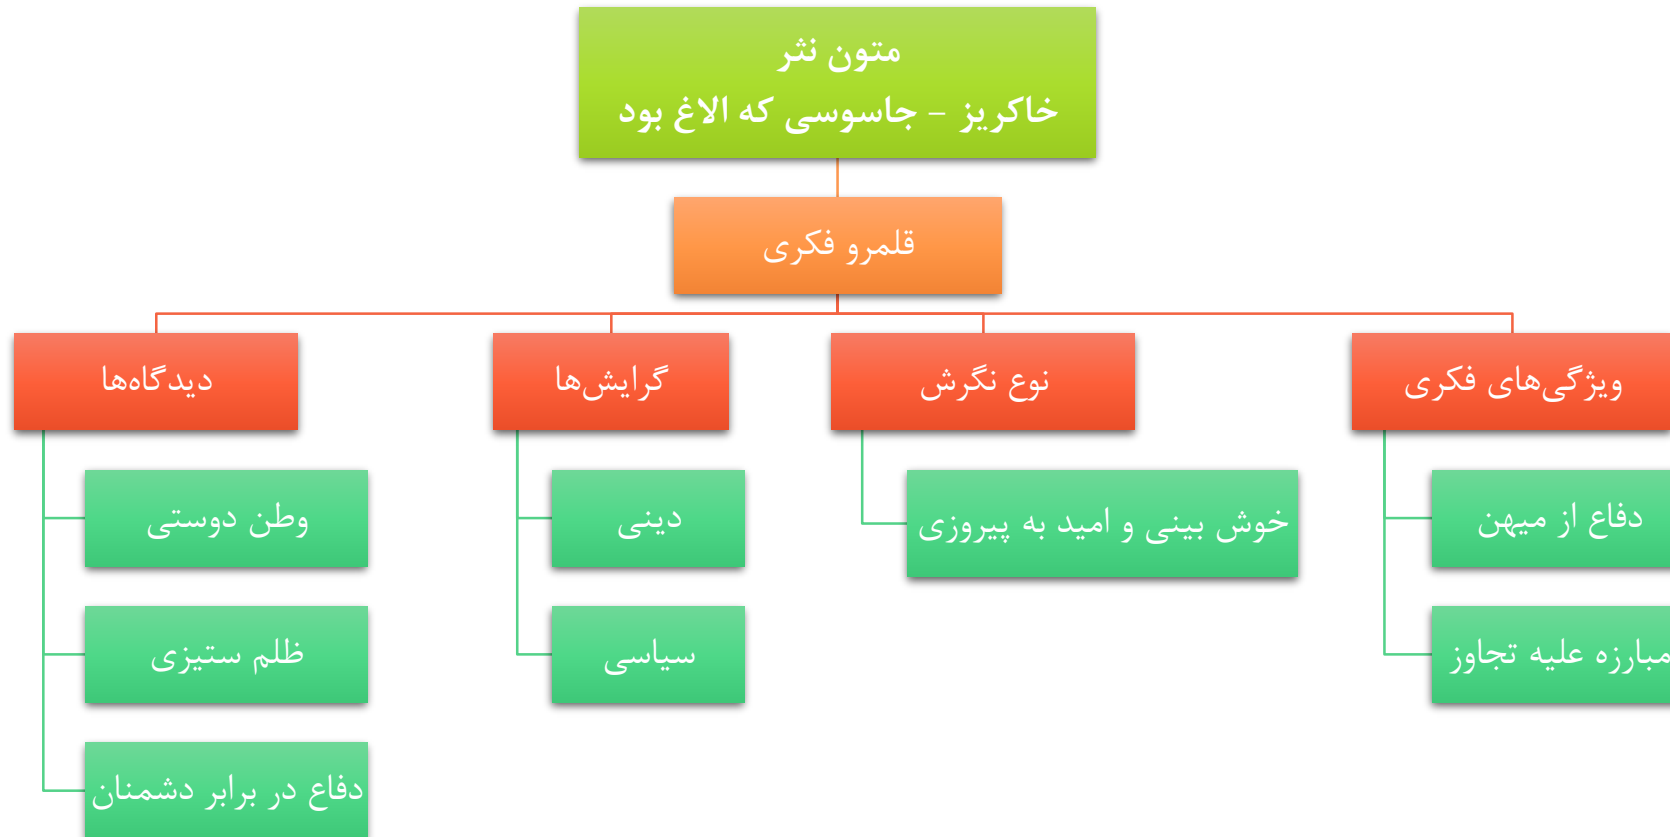 متون نثر
خاکریز – جاسوسی که الاغ بود
قلمرو فکری
ویژگی‌های فکری
نوع نگرش
گرایش‌ها
دیدگاه‌ها
دفاع از میهن
خوش بینی و امید به پیروزی
دینی
وطن دوستی
مبارزه علیه تجاوز
سیاسی
ظلم ستیزی
دفاع در برابر دشمنان